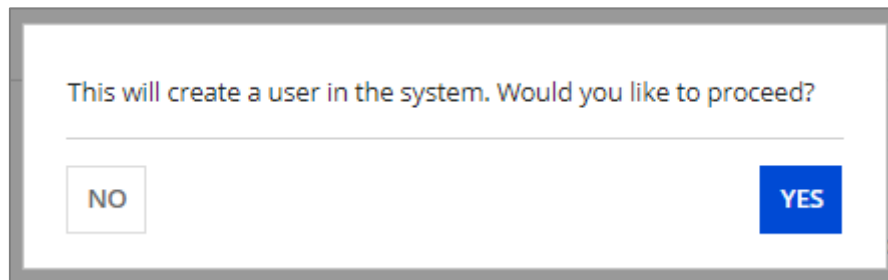 This will create a user in the system. Would you like to proceed?
NO
YES